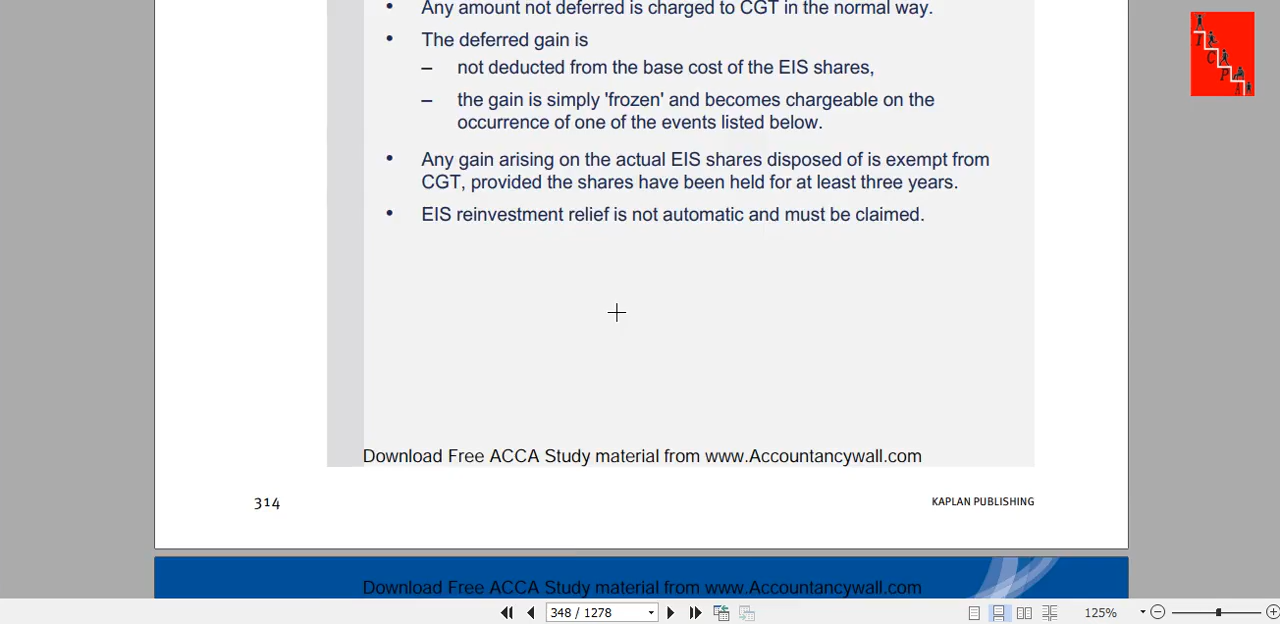 • Any amount not deferred is charged to CGT in the normal way.
• The deferred gain is
– not deducted from the base cost of the EIS shares,
– the gain is simply 'frozen' and becomes chargeable on the
occurrence of one of the events listed below.
• Any gain arising on the actual EIS shares disposed of is exempt from
CGT, provided the shares have been held for at least three years.
• EIS reinvestment relief is not automatic and must be claimed.
Download Free ACCA Study material from www.Accountancywall.com
314
KAPLAN PUBLISHING
Download Free ACCA Study material from www.Accountancywall.com
348 / 1278
125%
T
C
P
A